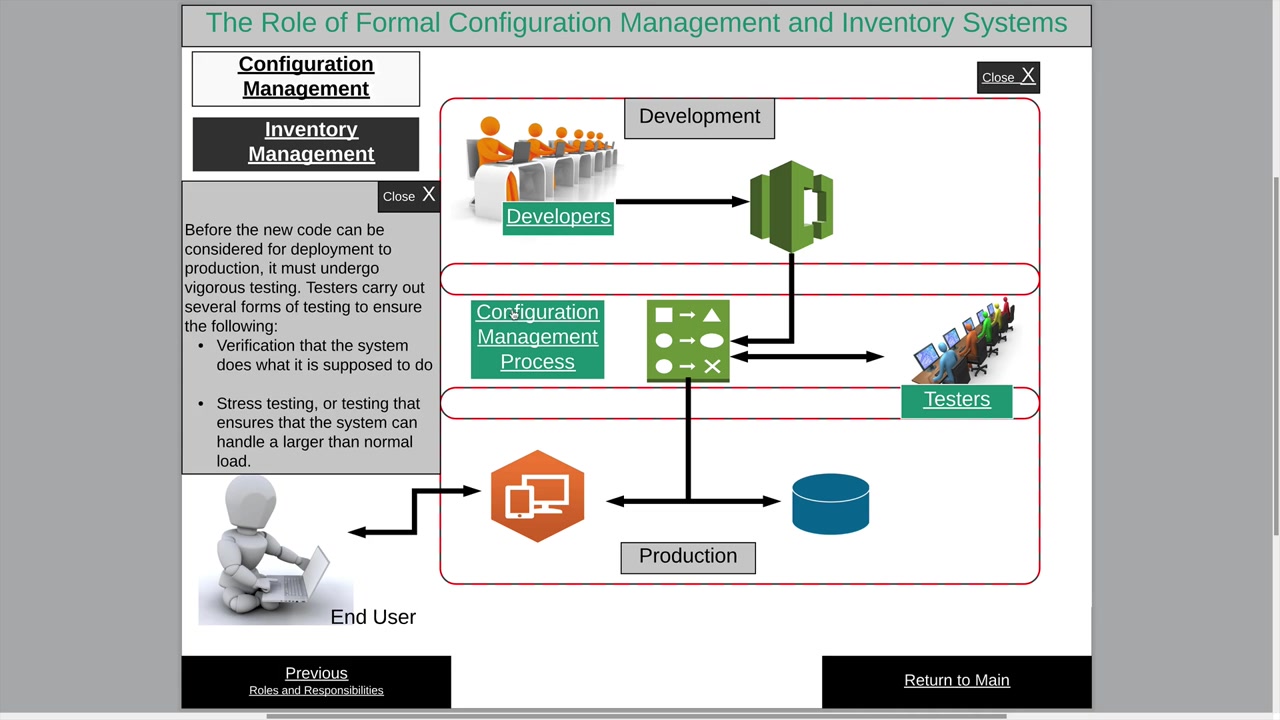 The Role of Formal Configuration Management and Inventory Systems
Configuration
Management
Inventory
Management
Close X
Before the new code can be
considered for deployment to
production, it must undergo
vigorous testing. Testers carry out
several forms of testing to ensure
the following:
• Verification that the system
does what it is supposed to do
• Stress testing, or testing that
ensures that the system can
handle a larger than normal
load.
Close X
Development
Developers
Configuration
Management
Process
Testers
Production
End User
Previous
Roles and Responsibilities
Return to Main